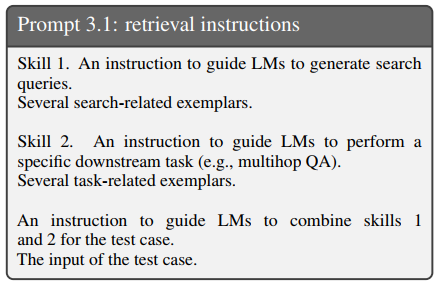 Prompt 3.1: retrieval instructions
Skill 1. An instruction to guide LMs to generate search
queries.
Several search-related exemplars.
Skill 2. An instruction to guide LMs to perform a
specific downstream task (e.g., multihop QA).
Several task-related exemplars.
An instruction to guide LMs to combine skills 1
and 2 for the test case.
The input of the test case.